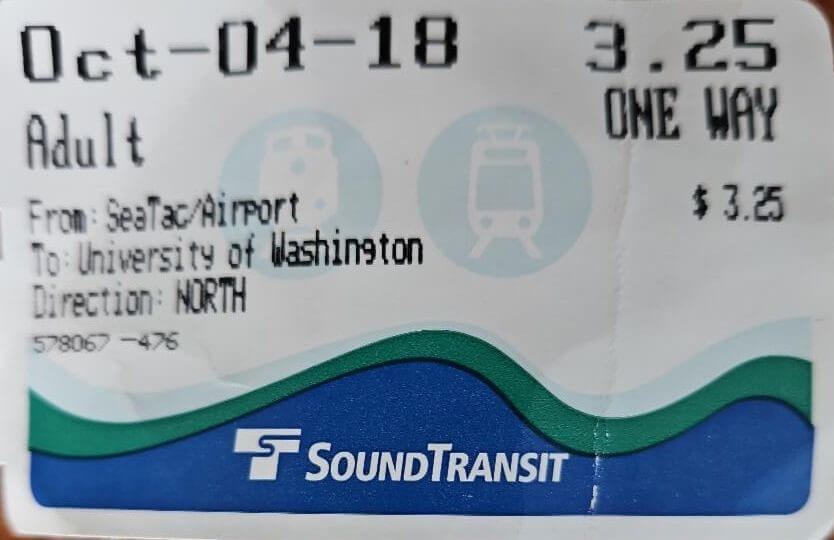 Oct-04-18 3.25
Adult ONE WAY
From: SeaTac/Airport $ 3.25
To: University of Washington
Direction: NORTH
578067 -476
SOUNDTRANSIT